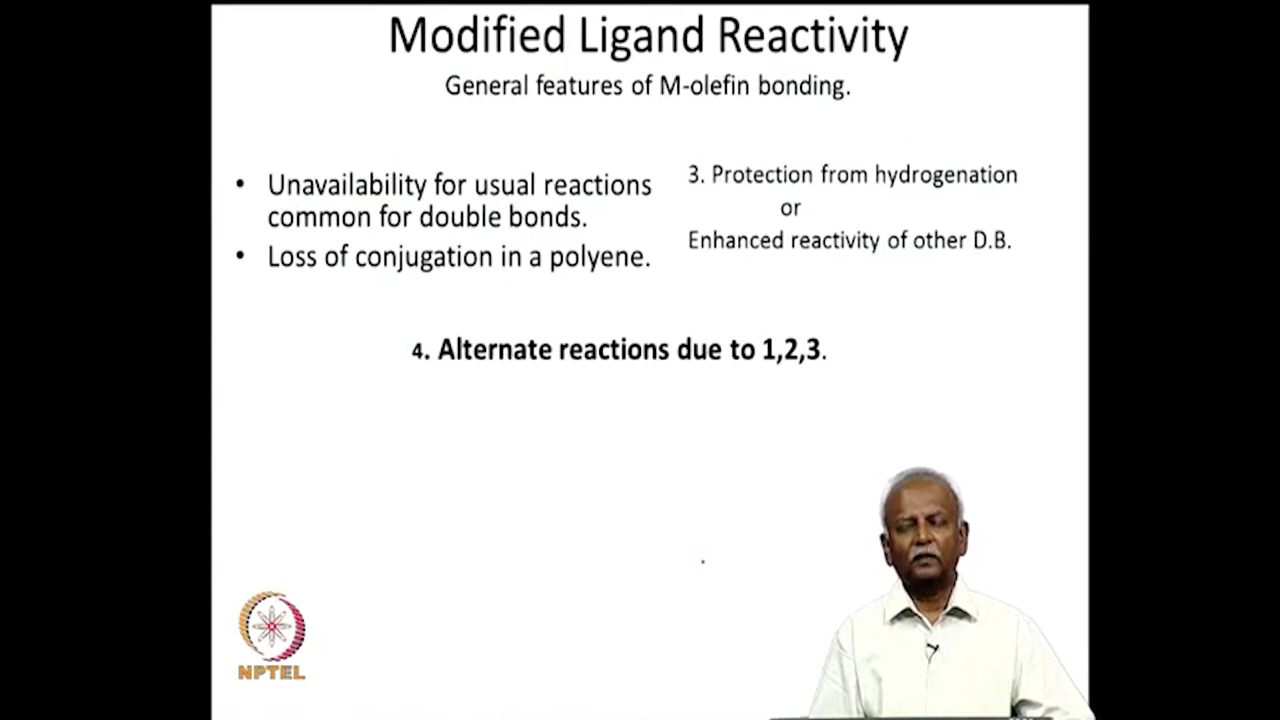 Modified Ligand Reactivity
General features of M-olefin bonding.
• Unavailability for usual reactions
common for double bonds.
• Loss of conjugation in a polyene.
3. Protection from hydrogenation
or
Enhanced reactivity of other D.B.
4. Alternate reactions due to 1,2,3.
NPTEL